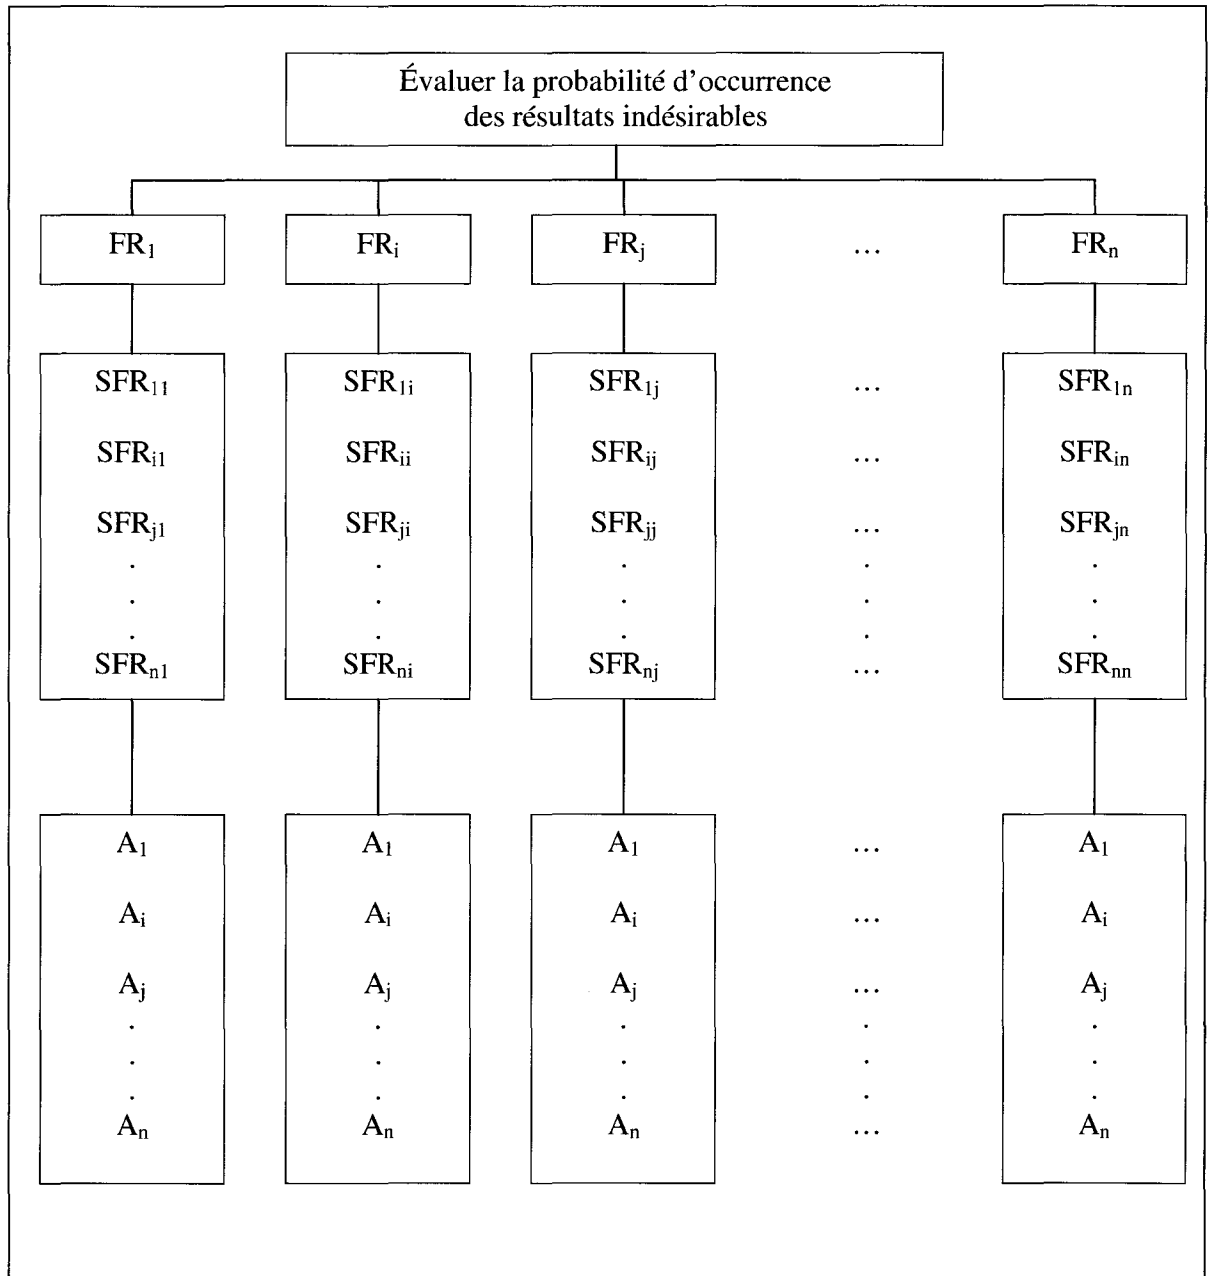 Évaluer la probabilité d'occurrence
des résultats indésirables
FR₁ FRᵢ FRⱼ … FRₙ
SFR₁₁ SFR₁ᵢ SFR₁ⱼ … SFR₁ₙ
SFRᵢ₁ SFRᵢᵢ SFRᵢⱼ … SFRᵢₙ
SFRⱼ₁ SFRⱼᵢ SFRⱼⱼ … SFRⱼₙ
. . . . .
. . . . .
. . . . .
SFRₙ₁ SFRₙᵢ SFRₙⱼ … SFRₙₙ
A₁ A₁ A₁ … A₁
Aᵢ Aᵢ Aᵢ … Aᵢ
Aⱼ Aⱼ Aⱼ … Aⱼ
. . . . .
. . . . .
. . . . .
Aₙ Aₙ Aₙ … Aₙ